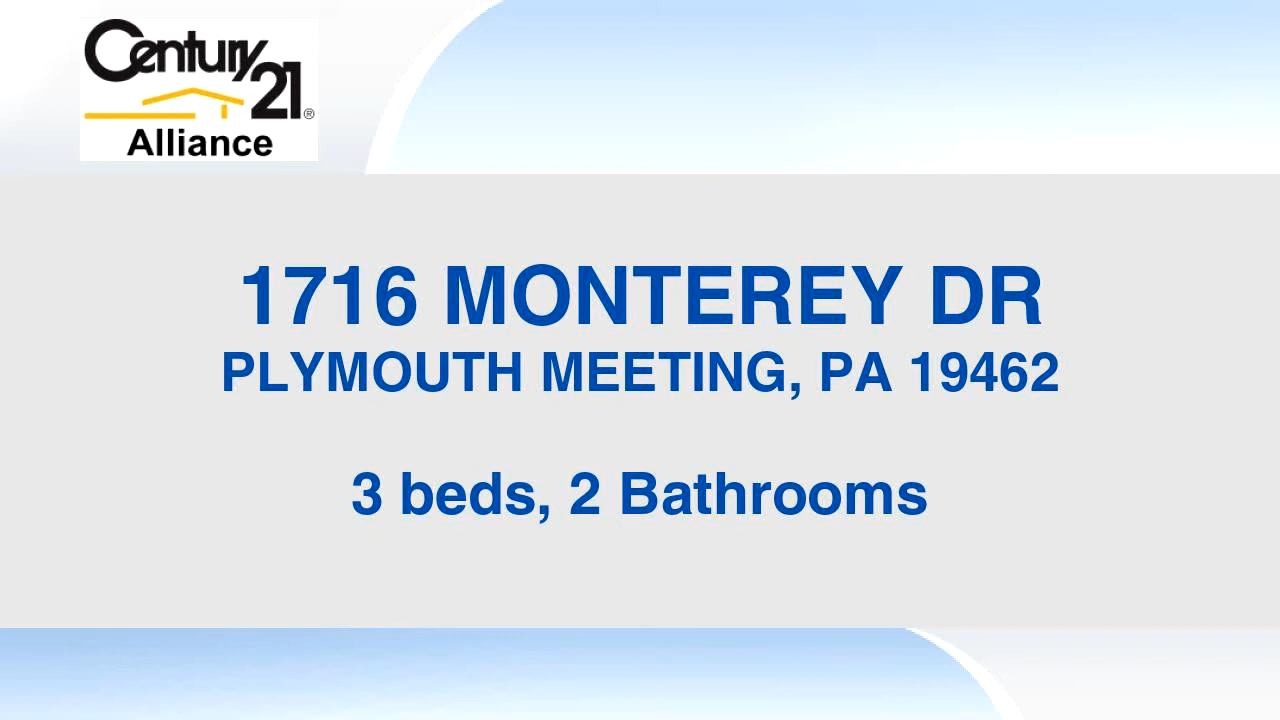 Century
21®
Alliance
1716 MONTEREY DR
PLYMOUTH MEETING, PA 19462
3 beds, 2 Bathrooms